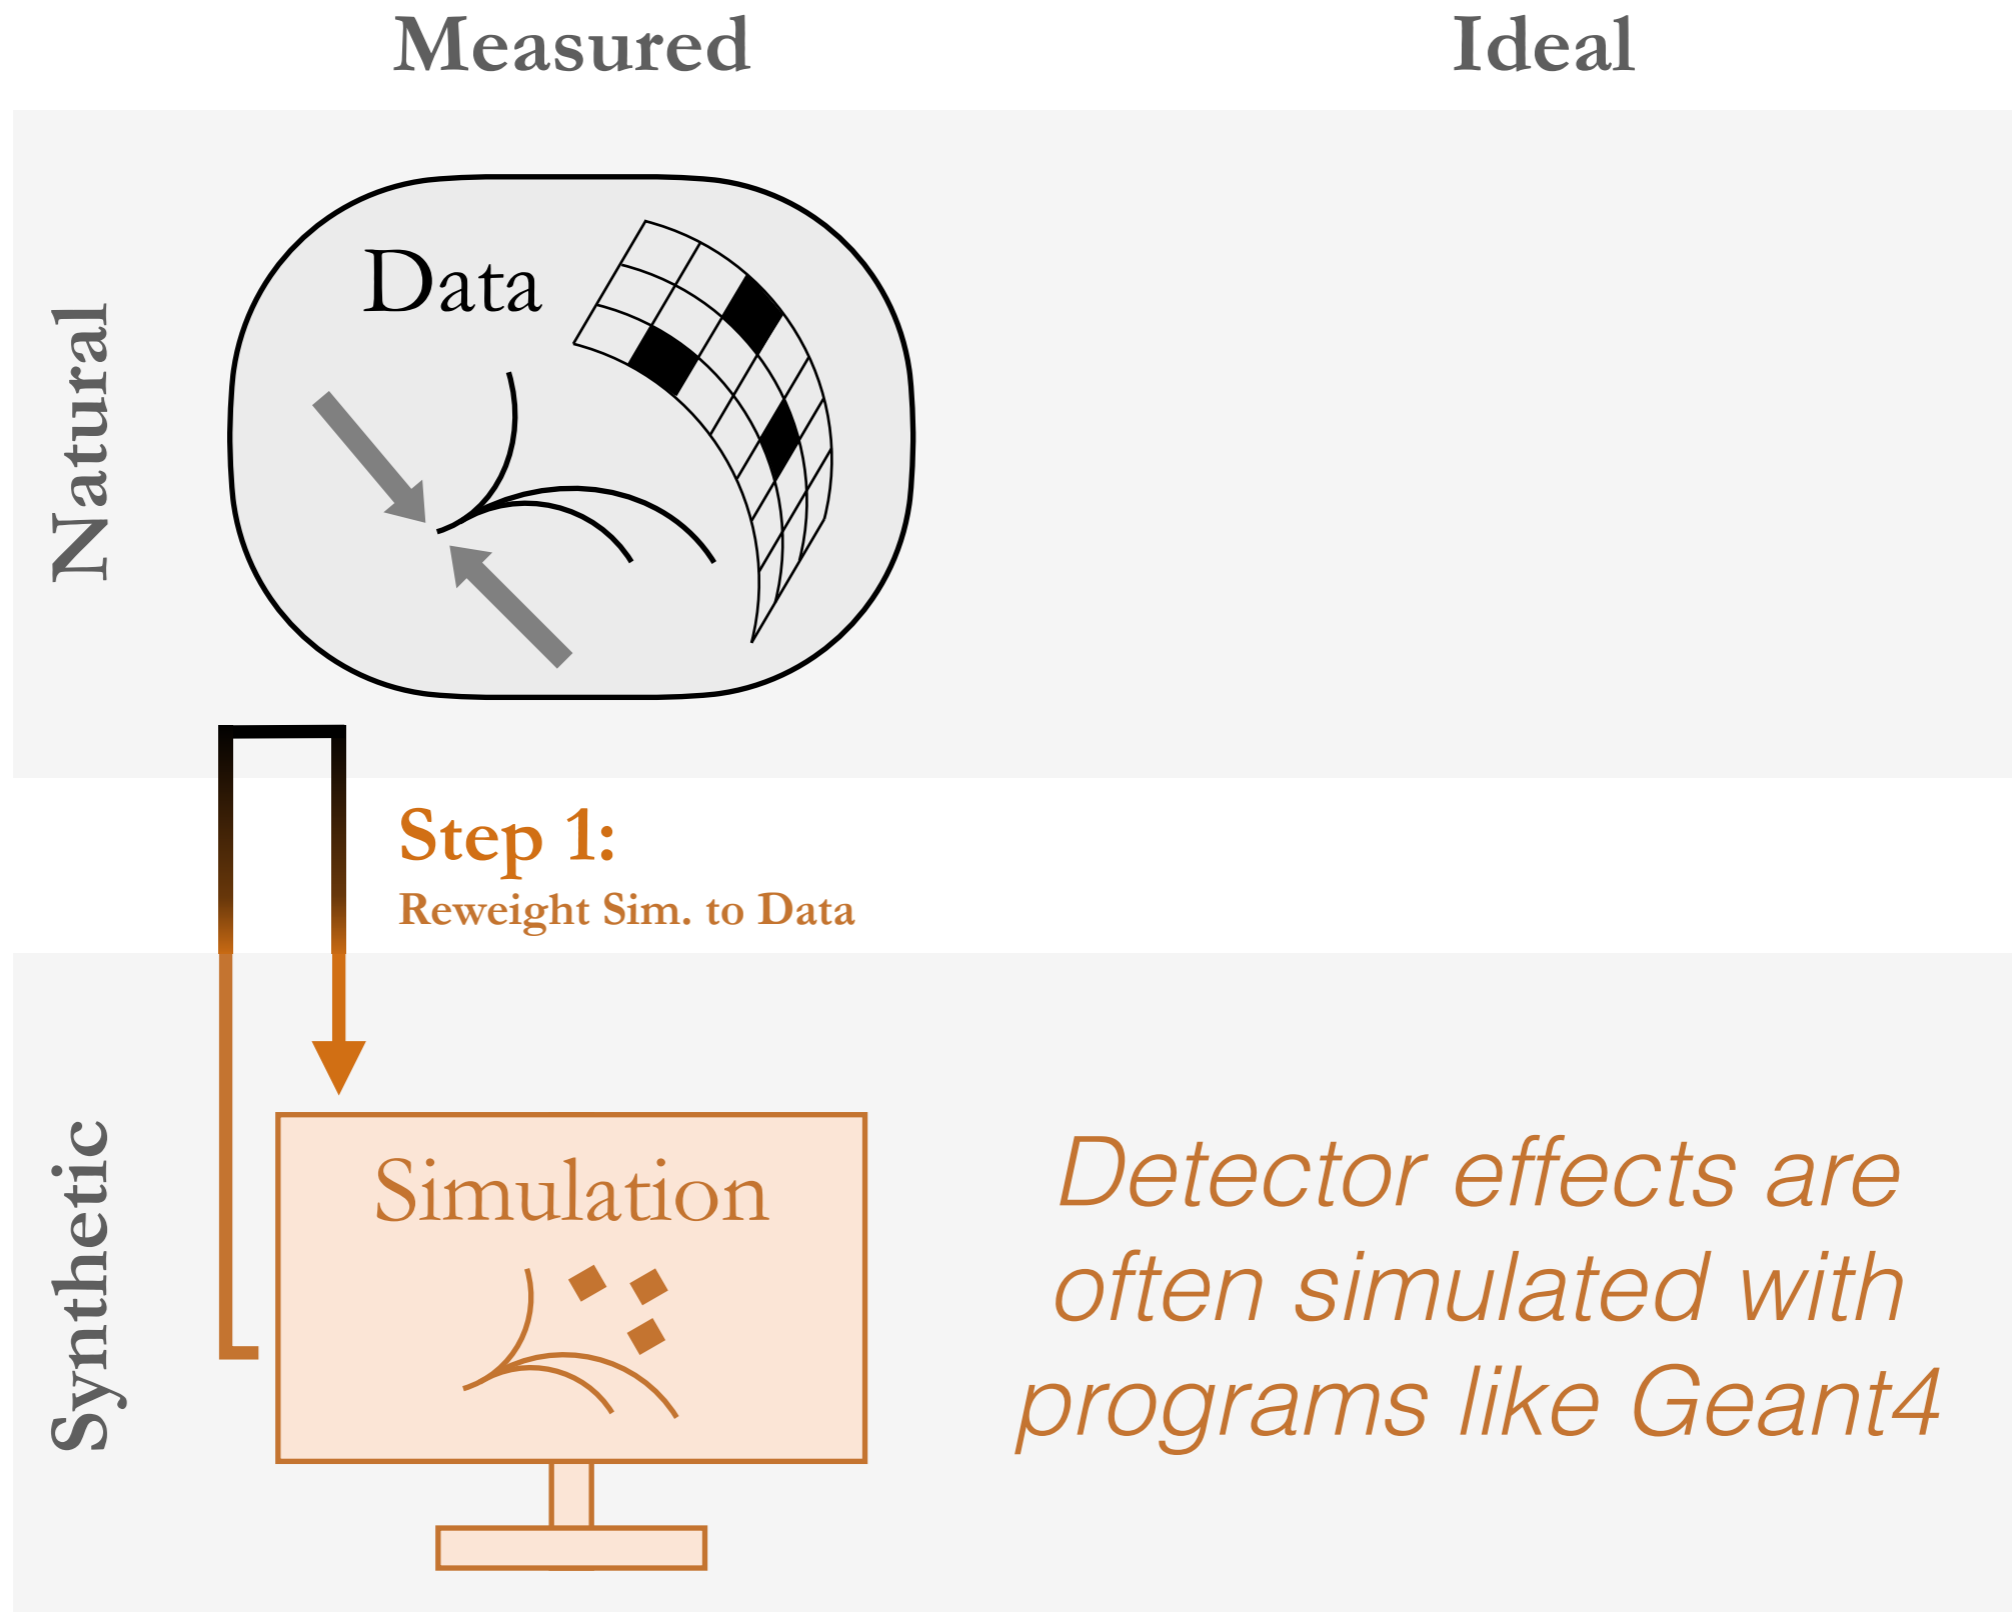 Measured
Ideal
Natural
Data
Step 1:
Reweight Sim. to Data
Synthetic
Simulation
Detector effects are
often simulated with
programs like Geant4